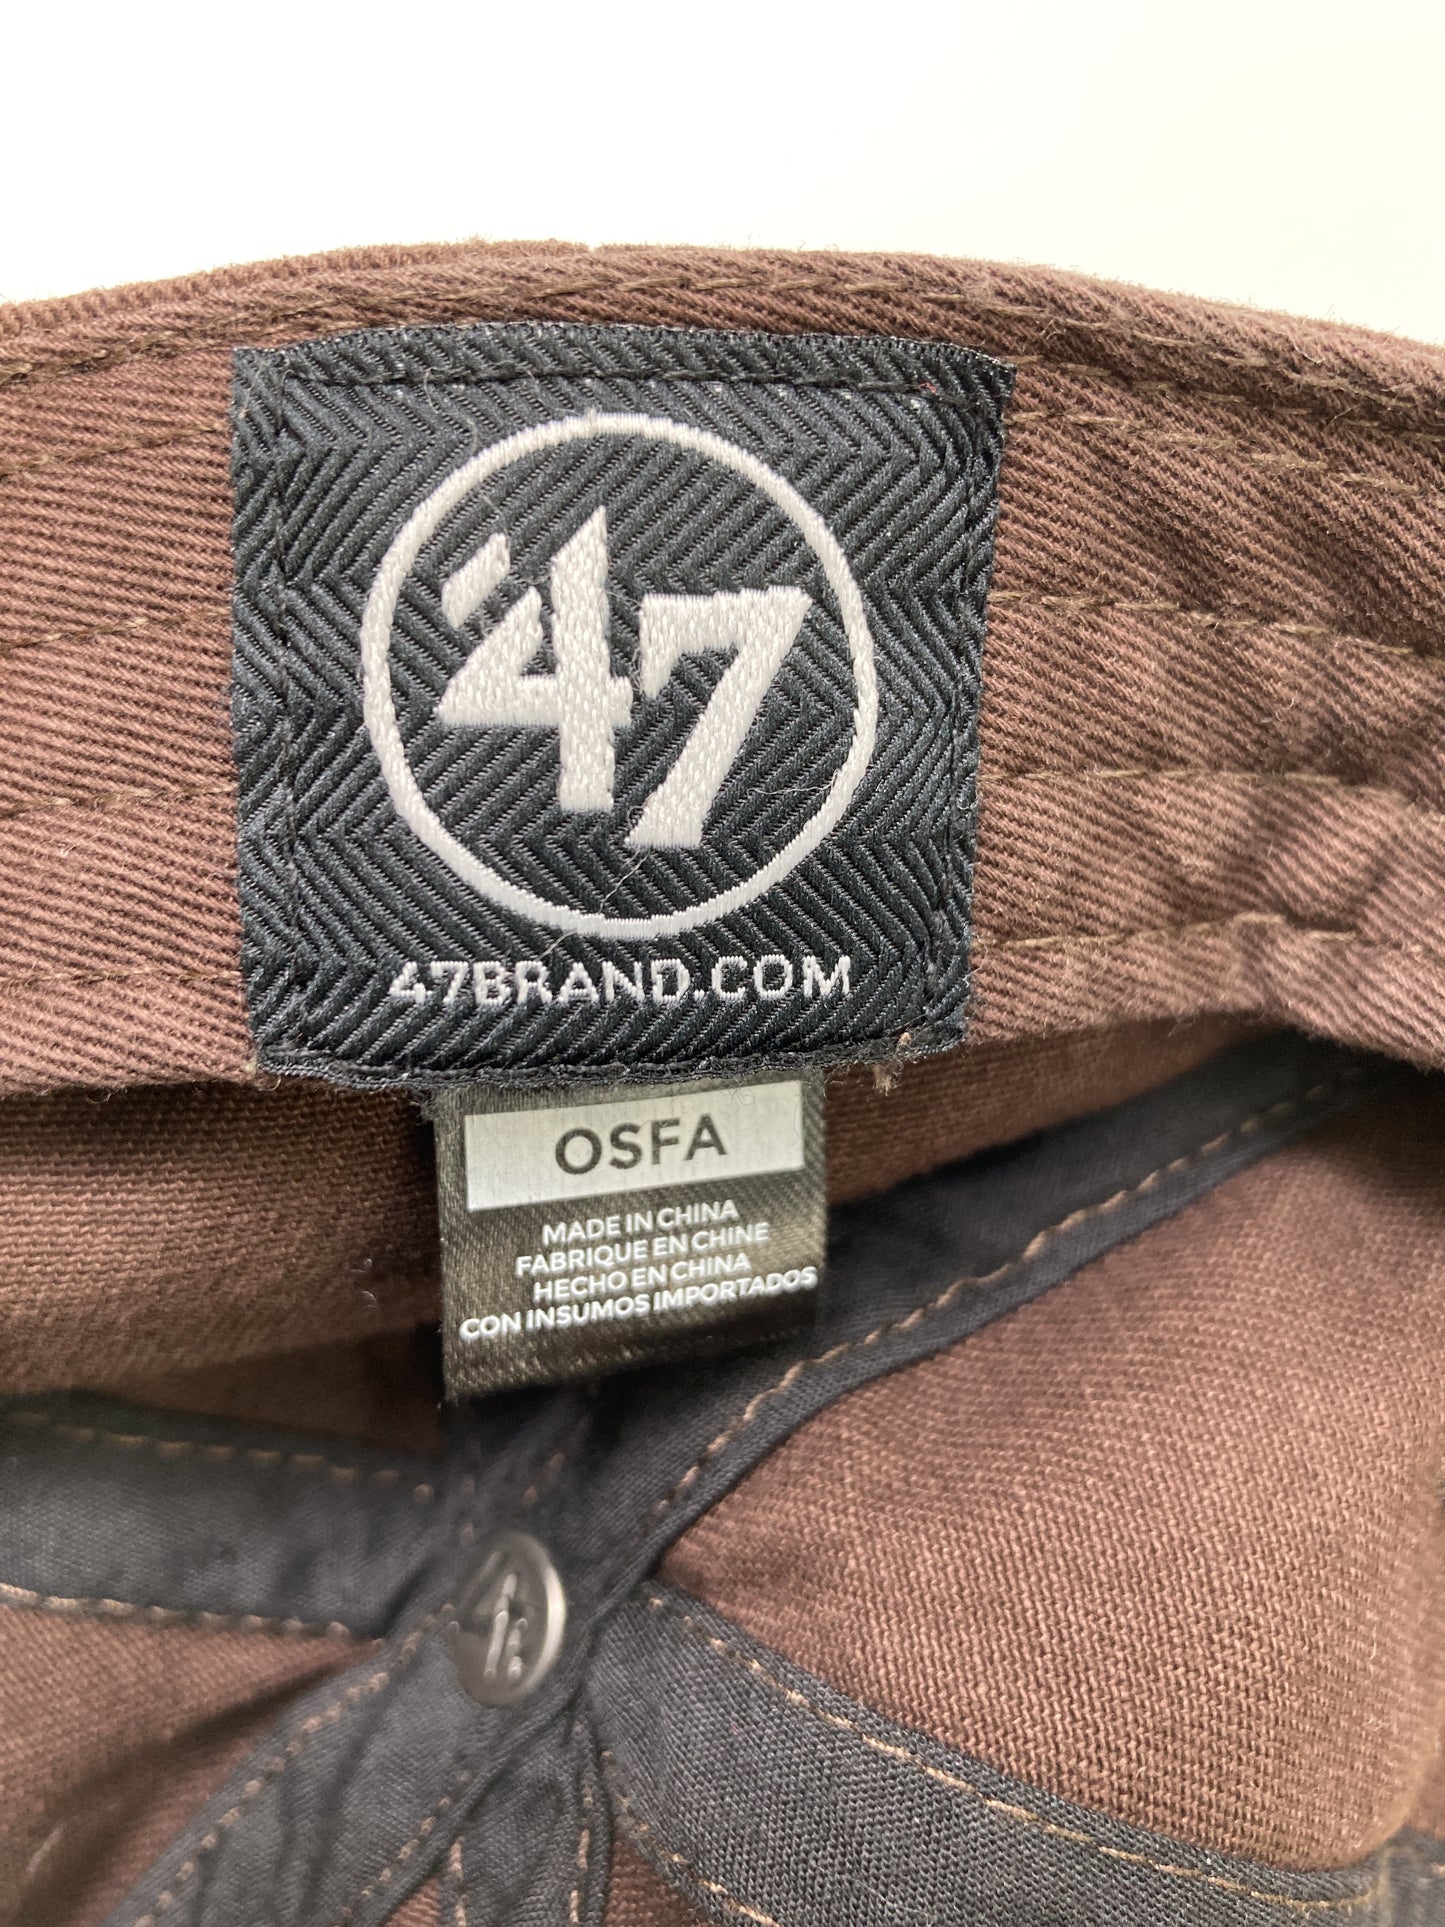 '47
47BRAND.COM
OSFA
MADE IN CHINA
FABRIQUE EN CHINE
HECHO EN CHINA
CON INSUMOS IMPORTADOS